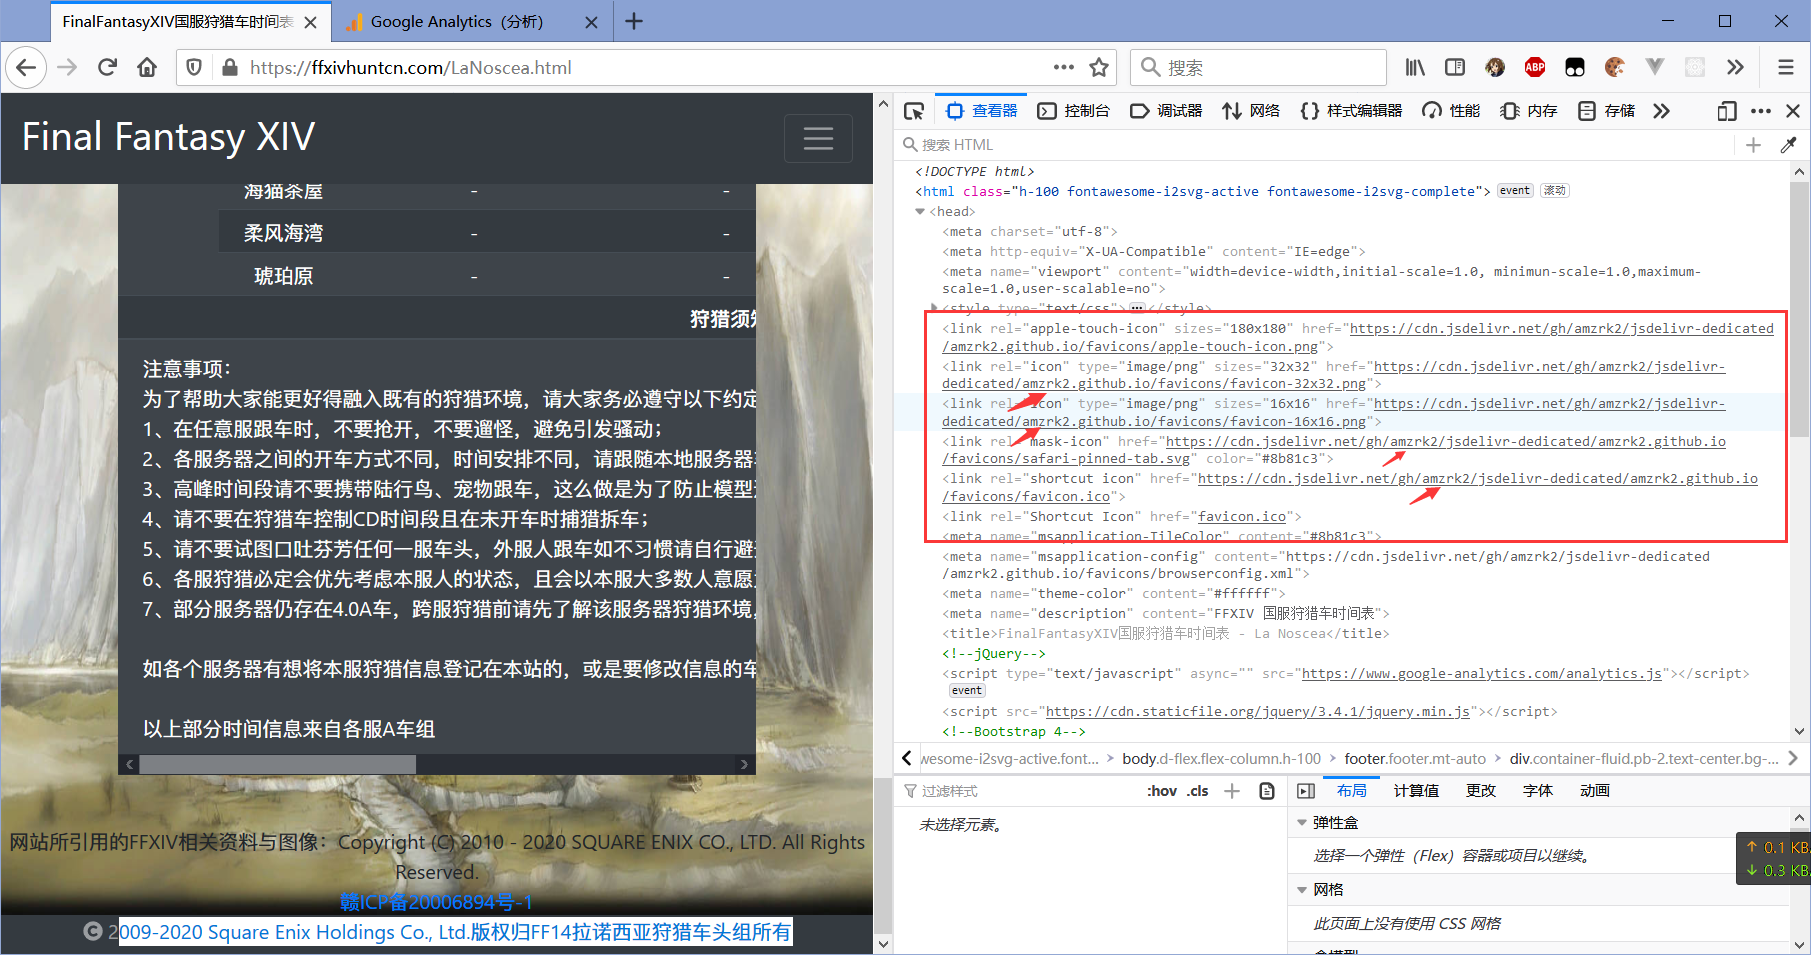 FinalFantasyXIV国服狩猎车时间表
Google Analytics（分析）
https://ffxivhuntcn.com/LaNoscea.html
搜索
ABP
Final Fantasy XIV
海猫茶屋 - -
柔风海湾 - -
琥珀原 - -
狩猎须知
注意事项：
为了帮助大家能更好得融入既有的狩猎环境，请大家务必遵守以下约定
1、在任意服跟车时，不要抢开，不要遛怪，避免引发骚动；
2、各服务器之间的开车方式不同，时间安排不同，请跟随本地服务器
3、高峰时间段请不要携带陆行鸟、宠物跟车，这么做是为了防止模型
4、请不要在狩猎车控制CD时间段且在未开车时捕猎拆车；
5、请不要试图口吐芬芳任何一服车头，外服人跟车如不习惯请自行避
6、各服狩猎必定会优先考虑本服人的状态，且会以本服大多数人意愿
7、部分服务器仍存在4.0A车，跨服狩猎前请先了解该服务器狩猎环境，
如各个服务器有想将本服狩猎信息登记在本站的，或是要修改信息的车
以上部分时间信息来自各服A车组
网站所引用的FFXIV相关资料与图像：Copyright (C) 2010 - 2020 SQUARE ENIX CO., LTD. All Rights
Reserved.
赣ICP备20006894号-1
© 2009-2020 Square Enix Holdings Co., Ltd.版权归FF14拉诺西亚狩猎车头组所有
查看器 控制台 调试器 网络 样式编辑器 性能 内存 存储
搜索 HTML
<!DOCTYPE html>
<html class="h-100 fontawesome-i2svg-active fontawesome-i2svg-complete"> event 滚动
<head>
<meta charset="utf-8">
<meta http-equiv="X-UA-Compatible" content="IE=edge">
<meta name="viewport" content="width=device-width,initial-scale=1.0, minimun-scale=1.0,maximum-
scale=1.0,user-scalable=no">
<style type="text/css"> ••• </style>
<link rel="apple-touch-icon" sizes="180x180" href="https://cdn.jsdelivr.net/gh/amzrk2/jsdelivr-dedicated
/amzrk2.github.io/favicons/apple-touch-icon.png">
<link rel="icon" type="image/png" sizes="32x32" href="https://cdn.jsdelivr.net/gh/amzrk2/jsdelivr-
dedicated/amzrk2.github.io/favicons/favicon-32x32.png">
<link rel="icon" type="image/png" sizes="16x16" href="https://cdn.jsdelivr.net/gh/amzrk2/jsdelivr-
dedicated/amzrk2.github.io/favicons/favicon-16x16.png">
<link rel="mask-icon" href="https://cdn.jsdelivr.net/gh/amzrk2/jsdelivr-dedicated/amzrk2.github.io
/favicons/safari-pinned-tab.svg" color="#8b81c3">
<link rel="shortcut icon" href="https://cdn.jsdelivr.net/gh/amzrk2/jsdelivr-dedicated/amzrk2.github.io
/favicons/favicon.ico">
<link rel="Shortcut Icon" href="favicon.ico">
<meta name="msapplication-TileColor" content="#8b81c3">
<meta name="msapplication-config" content="https://cdn.jsdelivr.net/gh/amzrk2/jsdelivr-dedicated
/amzrk2.github.io/favicons/browserconfig.xml">
<meta name="theme-color" content="#ffffff">
<meta name="description" content="FFXIV 国服狩猎车时间表">
<title>FinalFantasyXIV国服狩猎车时间表 - La Noscea</title>
<!--jQuery-->
<script type="text/javascript" async="" src="https://www.google-analytics.com/analytics.js"></script>
event
<script src="https://cdn.staticfile.org/jquery/3.4.1/jquery.min.js"></script>
<!--Bootstrap 4-->
wesome-i2svg-active.font... > body.d-flex.flex-column.h-100 > footer.footer.mt-auto > div.container-fluid.pb-2.text-center.bg-...
过滤样式 :hov .cls
未选择元素。
布局 计算值 更改 字体 动画
弹性盒
选择一个弹性（Flex）容器或项目以继续。
网格
此页面上没有使用 CSS 网格
↑ 0.1 KB
↓ 0.3 KB